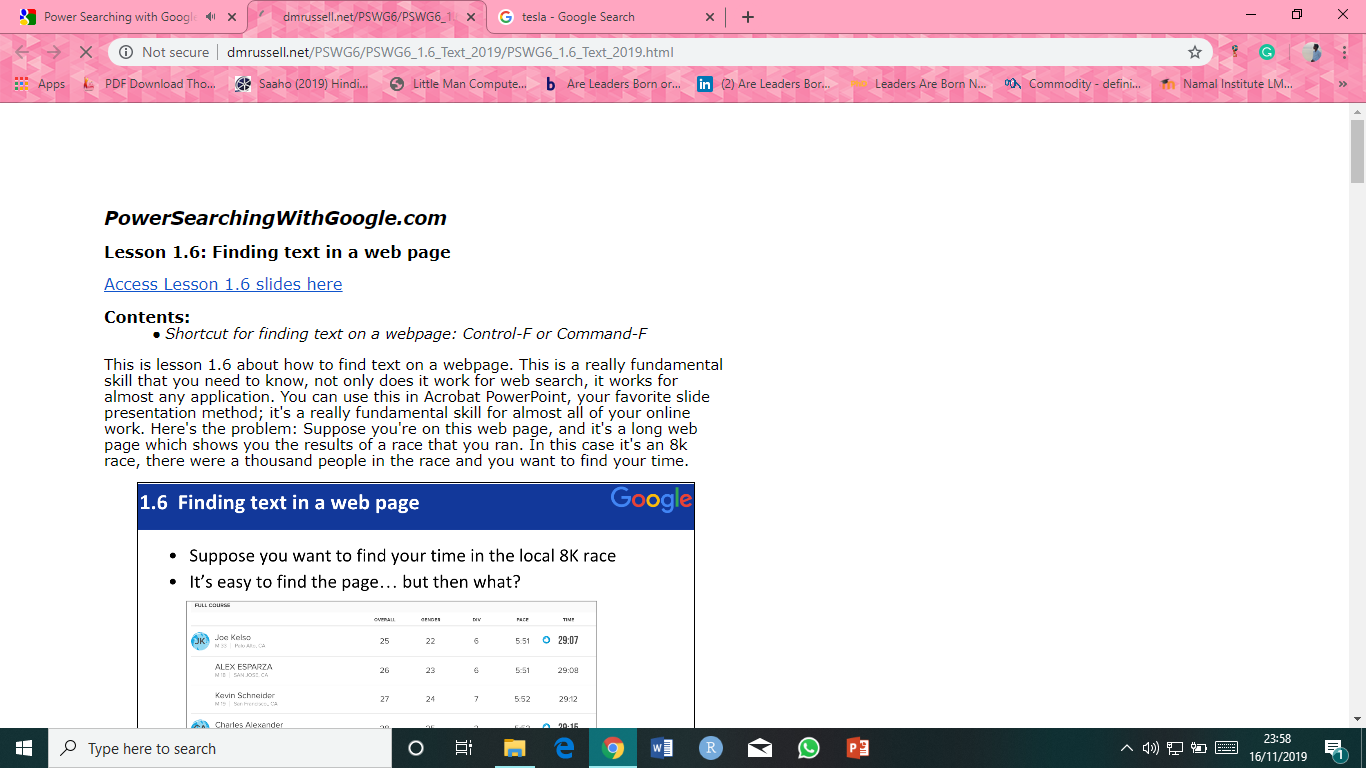 Power Searching with Googl
dmrussell.net/PSWG6/PSWG6_1
tesla - Google Search
Not secure
dmrussell.net/PSWG6/PSWG6_1.6_Text_2019/PSWG6_1.6_Text_2019.html
Apps
PDF Download Tho...
Saaho (2019) Hindi...
Little Man Compute...
Are Leaders Born or...
(2) Are Leaders Bor...
Leaders Are Born N...
Commodity - defini...
Namal Institute LM...
PowerSearchingWithGoogle.com
Lesson 1.6: Finding text in a web page
Access Lesson 1.6 slides here
Contents:
• Shortcut for finding text on a webpage: Control-F or Command-F
This is lesson 1.6 about how to find text on a webpage. This is a really fundamental
skill that you need to know, not only does it work for web search, it works for
almost any application. You can use this in Acrobat PowerPoint, your favorite slide
presentation method; it's a really fundamental skill for almost all of your online
work. Here's the problem: Suppose you're on this web page, and it's a long web
page which shows you the results of a race that you ran. In this case it's an 8k
race, there were a thousand people in the race and you want to find your time.
1.6 Finding text in a web page
Google
• Suppose you want to find your time in the local 8K race
• It's easy to find the page... but then what?
FULL COURSE
OVERALL GENDER DIV PACE TIME
JK Joe Kelso 25 22 6 5:51 29:07
M 33 | Palo Alto, CA
ALEX ESPARZA 26 23 6 5:51 29:08
M 18 | SAN JOSE, CA
Kevin Schneider 27 24 7 5:52 29:12
M 19 | San Francisco, CA
Charles Alexander
Type here to search
23:58
16/11/2019
1